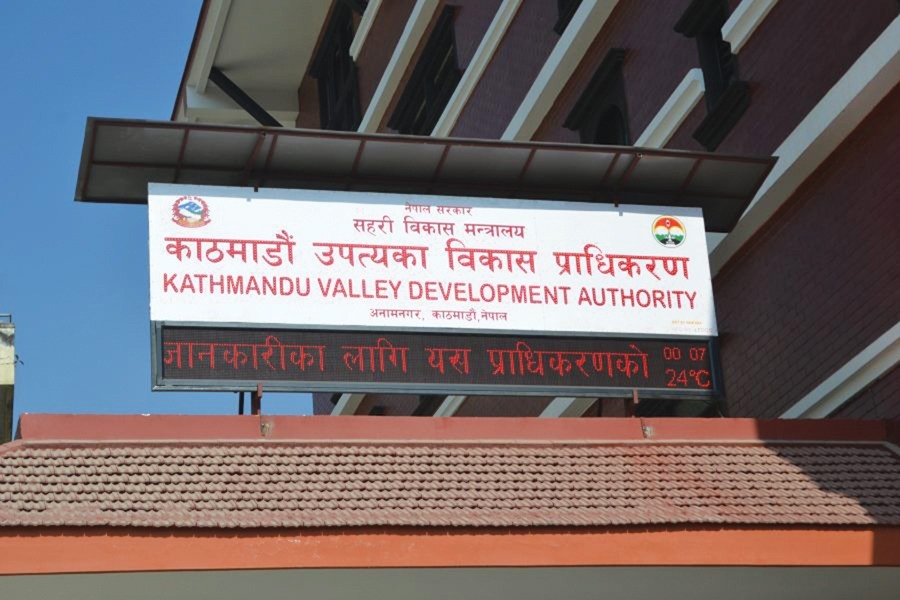 नेपाल सरकार
सहरी विकास मन्त्रालय
काठमाडौं उपत्यका विकास प्राधिकरण
KATHMANDU VALLEY DEVELOPMENT AUTHORITY
अनामनगर, काठमाडौं,नेपाल
जानकारीका लागि यस प्राधिकरणको
00 07
24°C